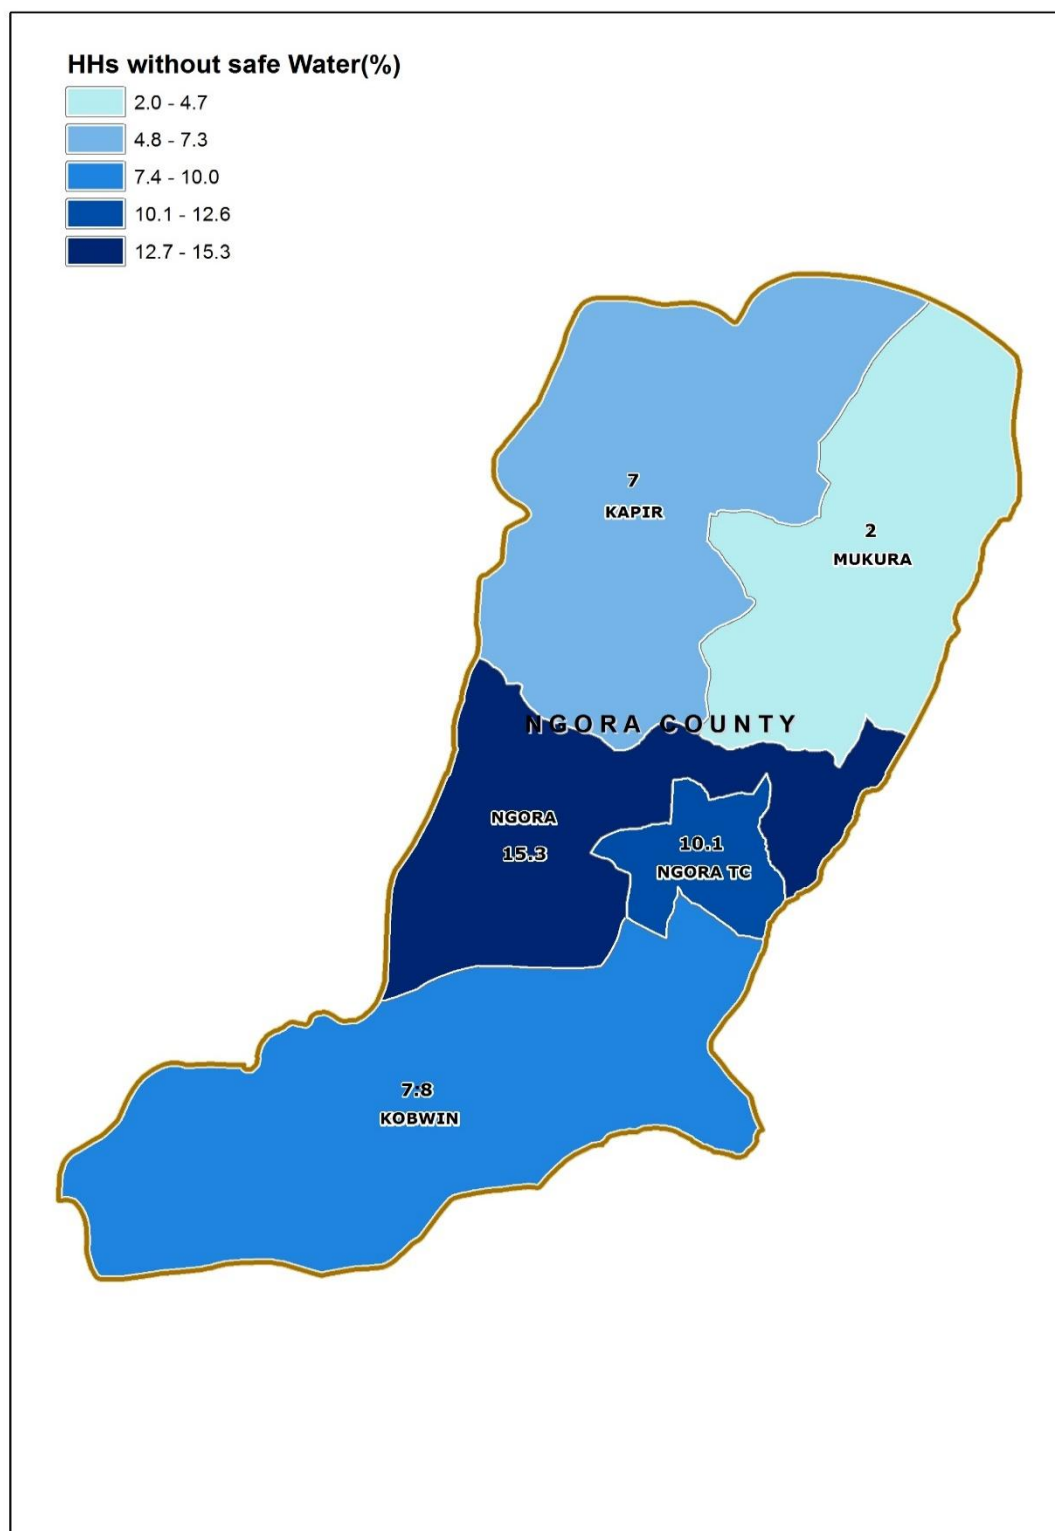 HHs without safe Water(%)
2.0 - 4.7
4.8 - 7.3
7.4 - 10.0
10.1 - 12.6
12.7 - 15.3
7
KAPIR
2
MUKURA
NGORA COUNTY
NGORA
15.3
10.1
NGORA TC
7.8
KOBWIN